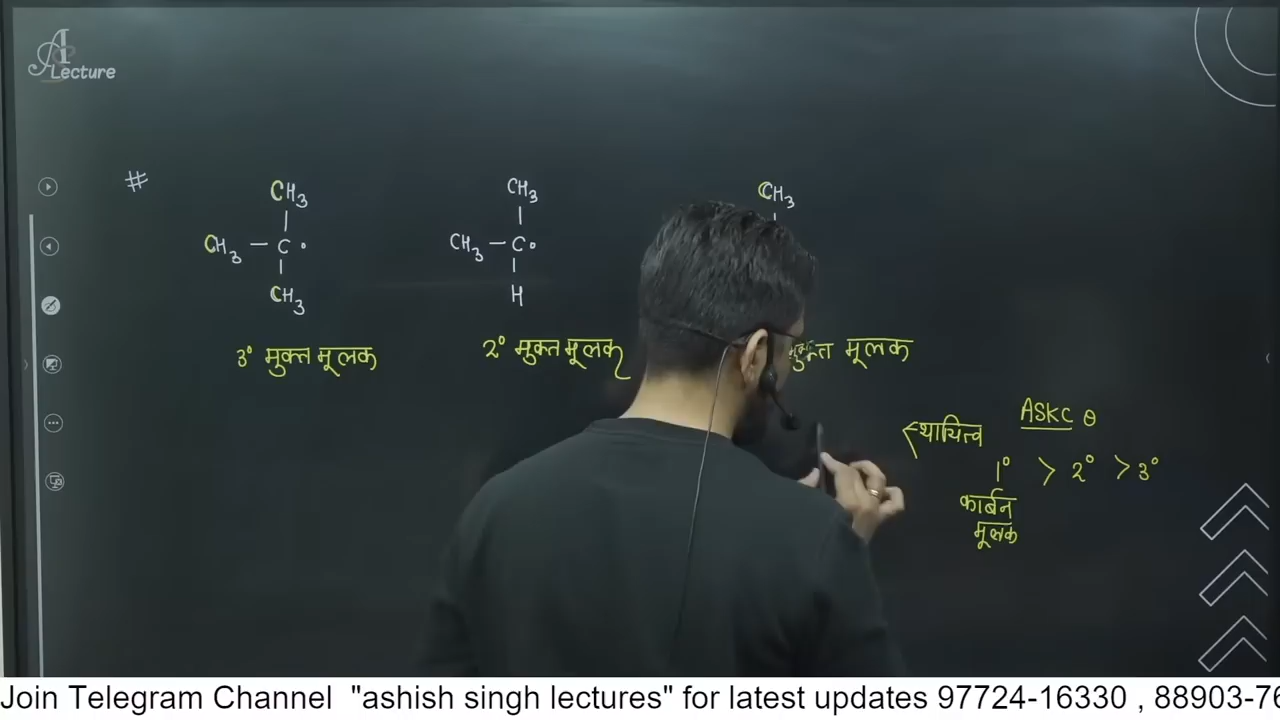 A
Lecture
#
CH3 CH3 CH3
CH3 – C • CH3 – C •
CH3 H
3° मुक्त मूलक 2° मुक्त मूलक मुक्त मूलक
स्थायित्व ASKC θ
1° > 2° > 3°
कार्बन
मूलक
Join Telegram Channel "ashish singh lectures" for latest updates 97724-16330 , 88903-76